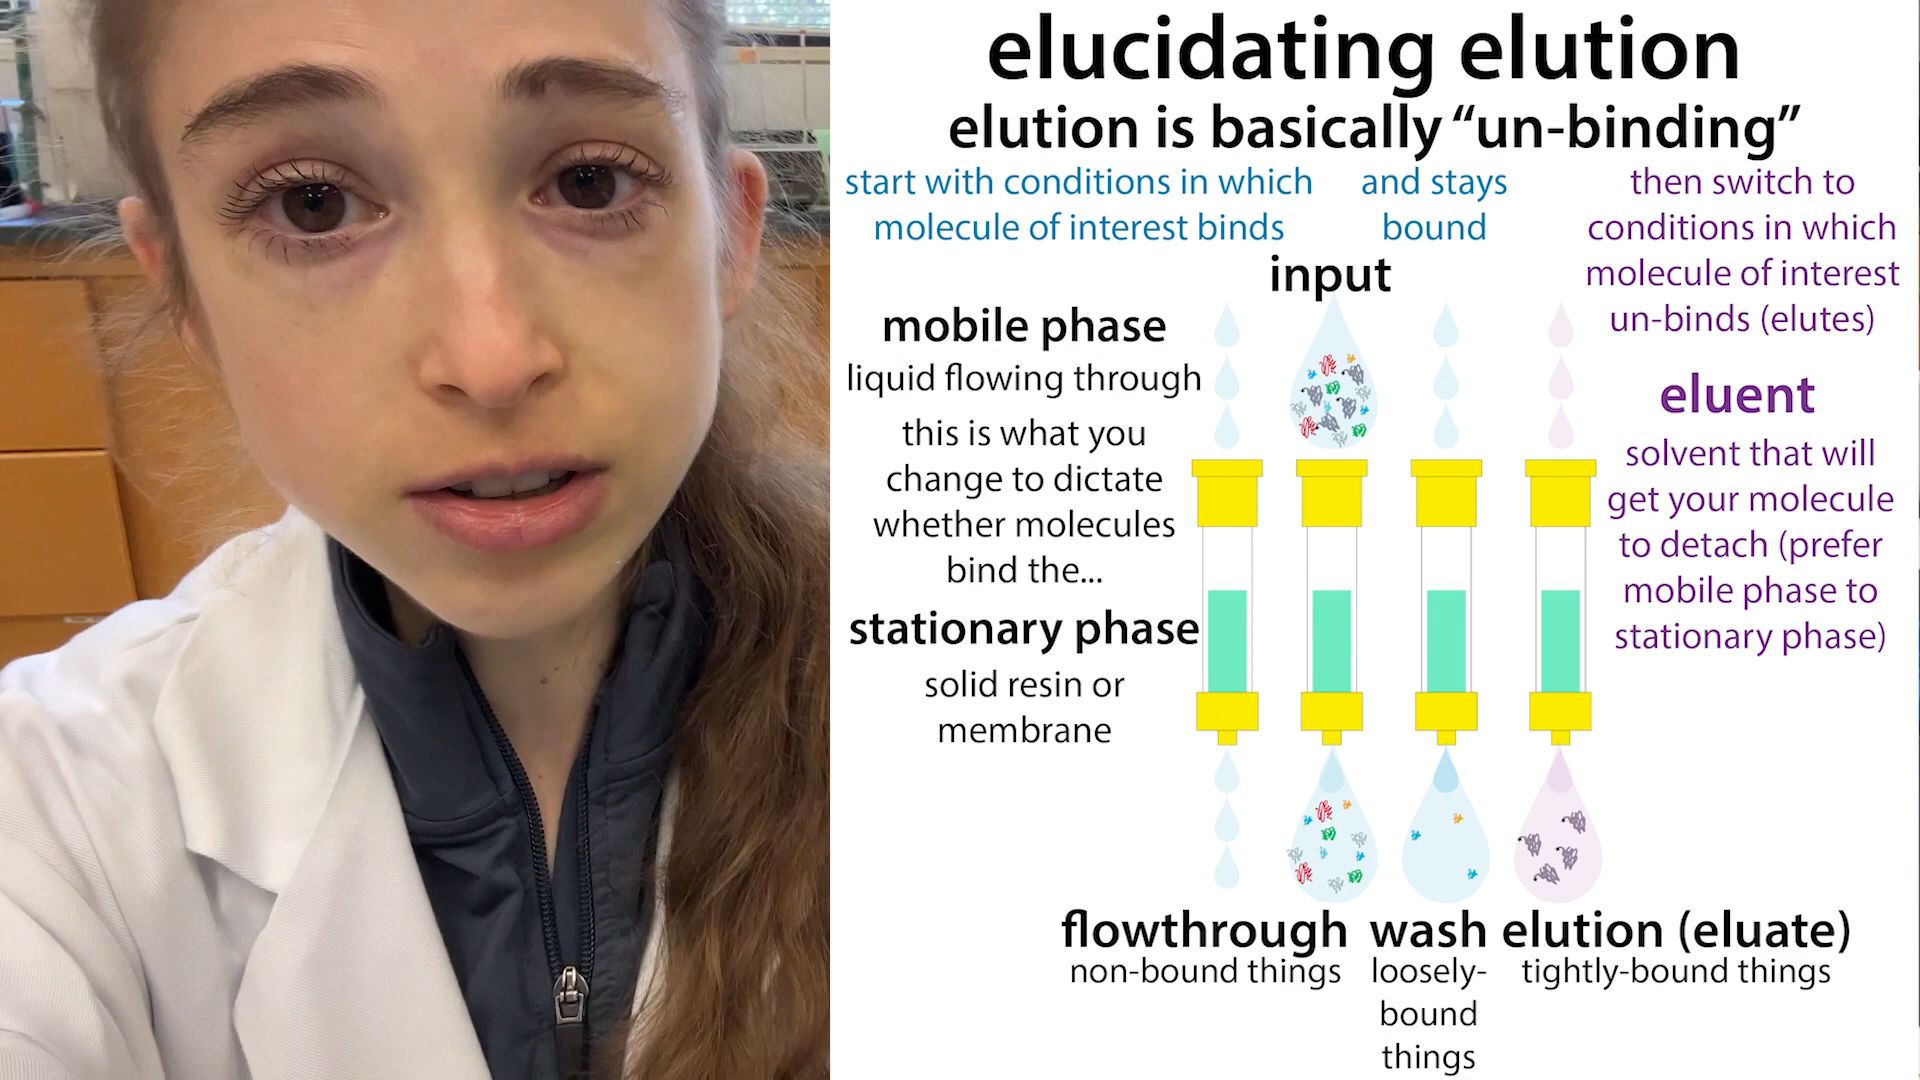 elucidating elution
elution is basically “un-binding”
start with conditions in which
molecule of interest binds
and stays
bound
then switch to
conditions in which
molecule of interest
un-binds (elutes)
input
mobile phase
liquid flowing through
this is what you
change to dictate
whether molecules
bind the...
stationary phase
solid resin or
membrane
eluent
solvent that will
get your molecule
to detach (prefer
mobile phase to
stationary phase)
flowthrough
non-bound things
wash
loosely-
bound
things
elution (eluate)
tightly-bound things